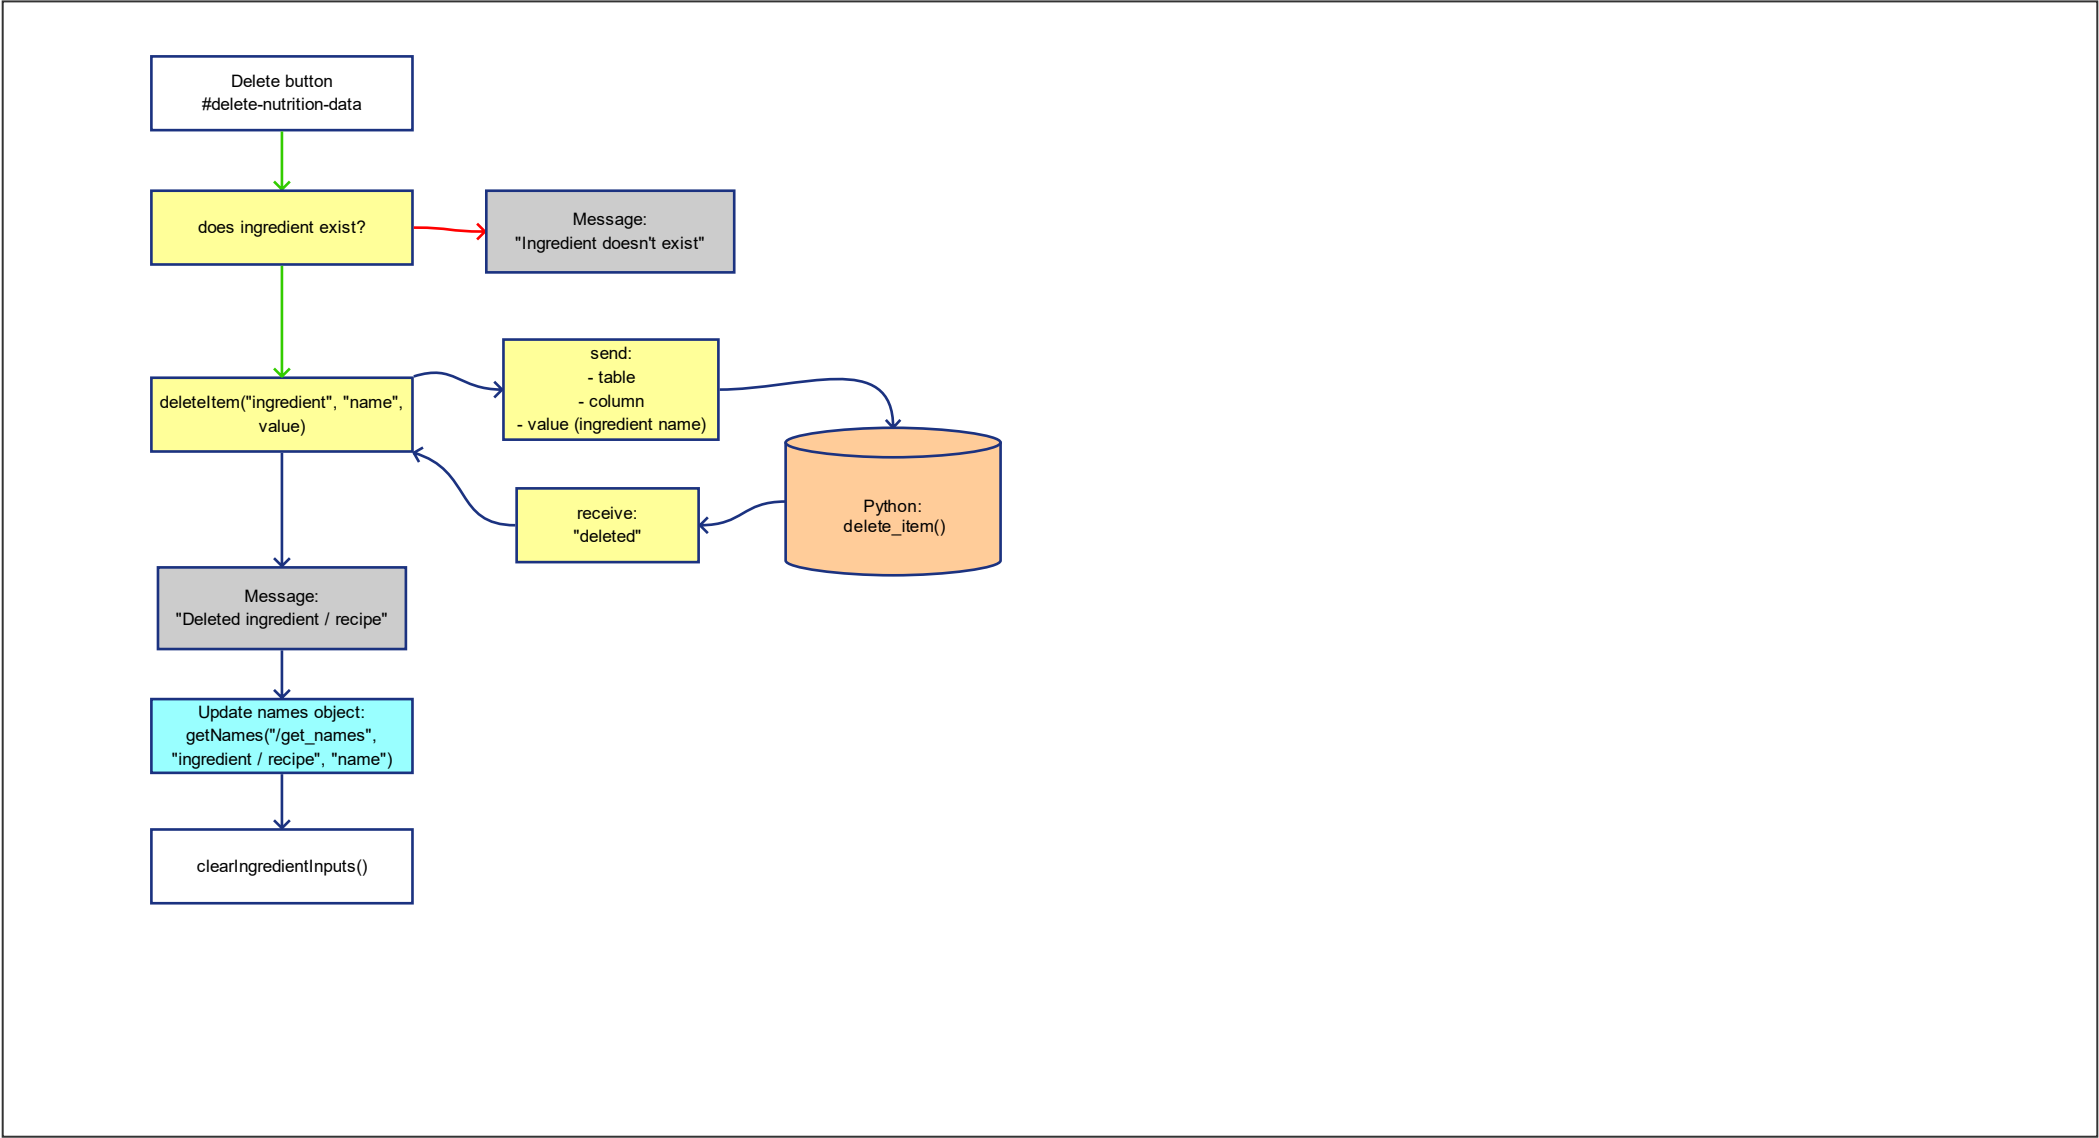 Delete button
#delete-nutrition-data
does ingredient exist?
Message:
"Ingredient doesn't exist"
send:
- table
- column
- value (ingredient name)
deleteItem("ingredient", "name",
value)
Python:
delete_item()
receive:
"deleted"
Message:
"Deleted ingredient / recipe"
Update names object:
getNames("/get_names",
"ingredient / recipe", "name")
clearIngredientInputs()